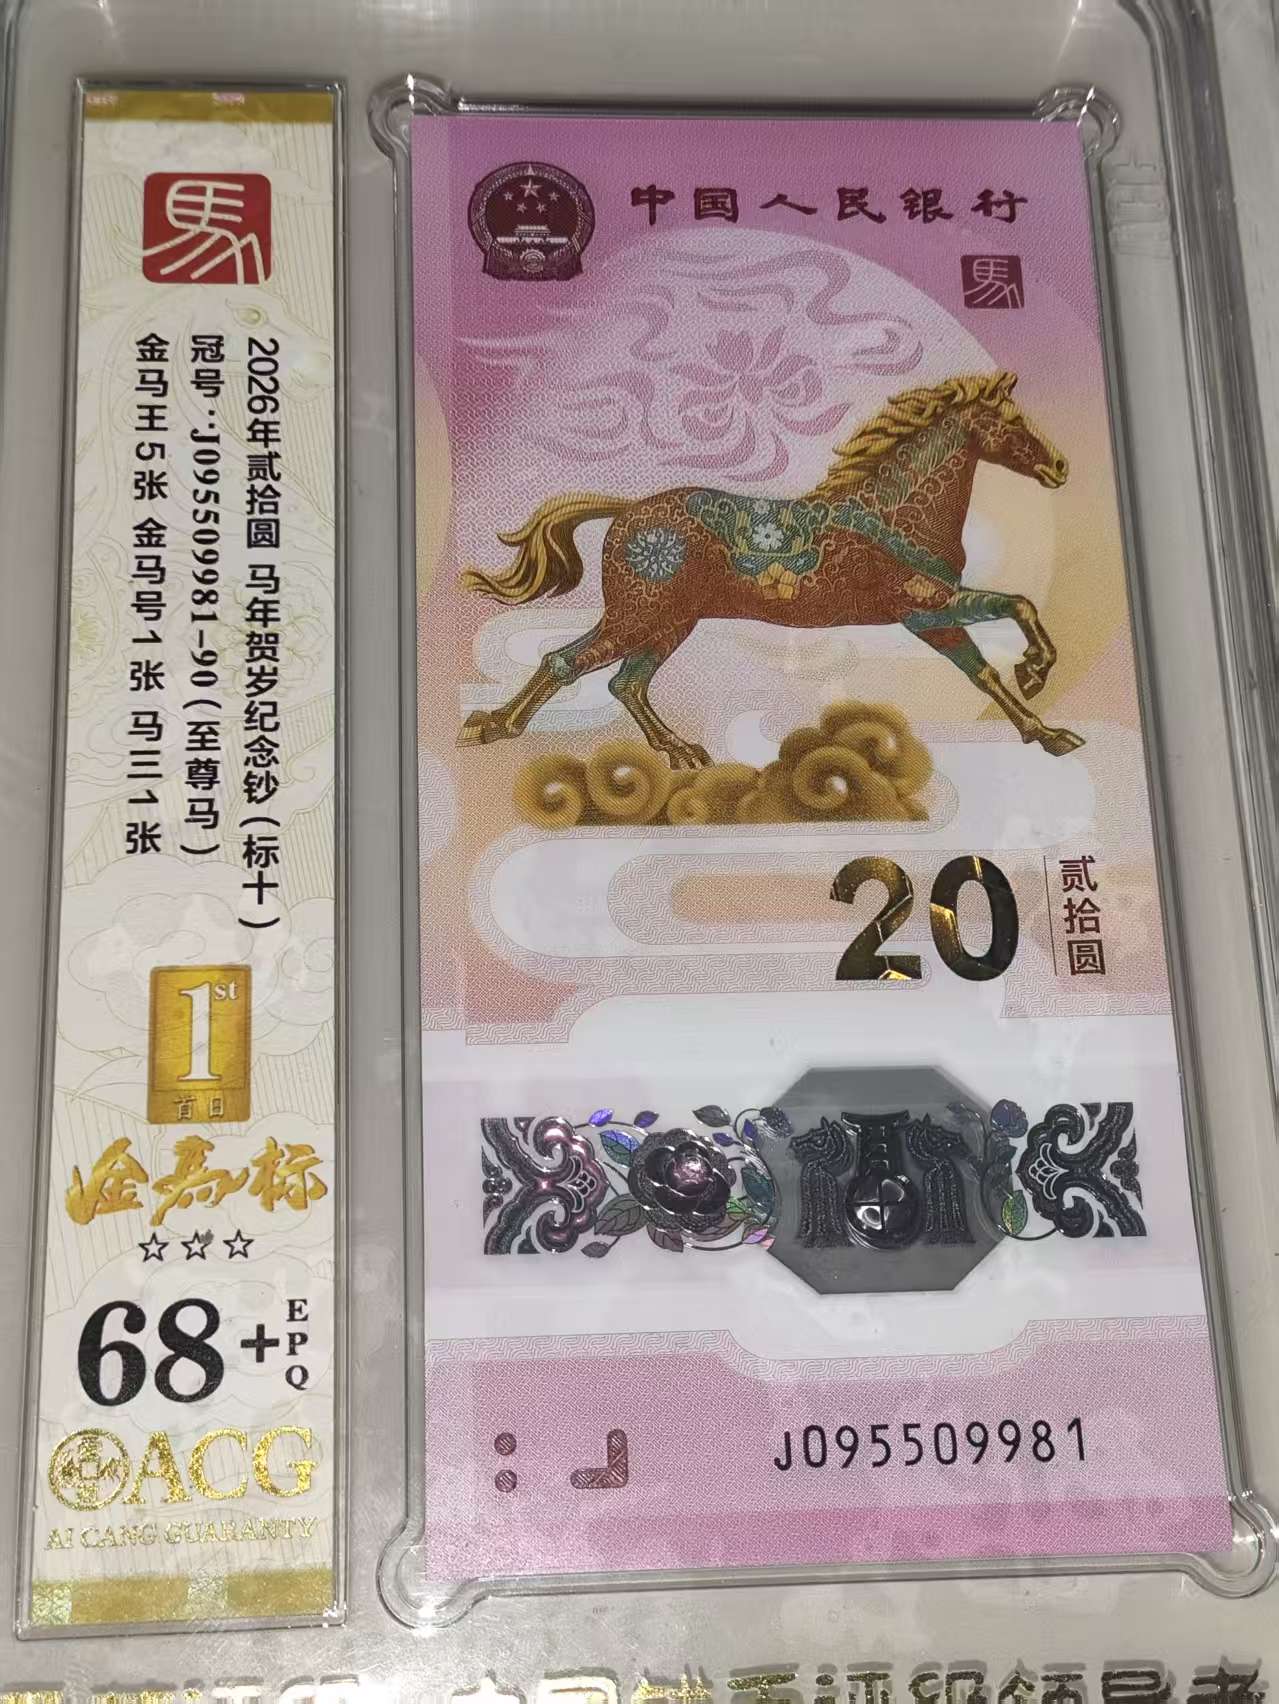 馬
2026年贰拾圆 马年贺岁纪念钞（标十）
冠号：J095509981-90（至尊马）
金马王5张 金马号1张 马三1张
1st
首日
金马标
68+
EPQ
ACG
AI CANG GUARANTY
中国人民银行
馬
20
贰拾圆
J095509981